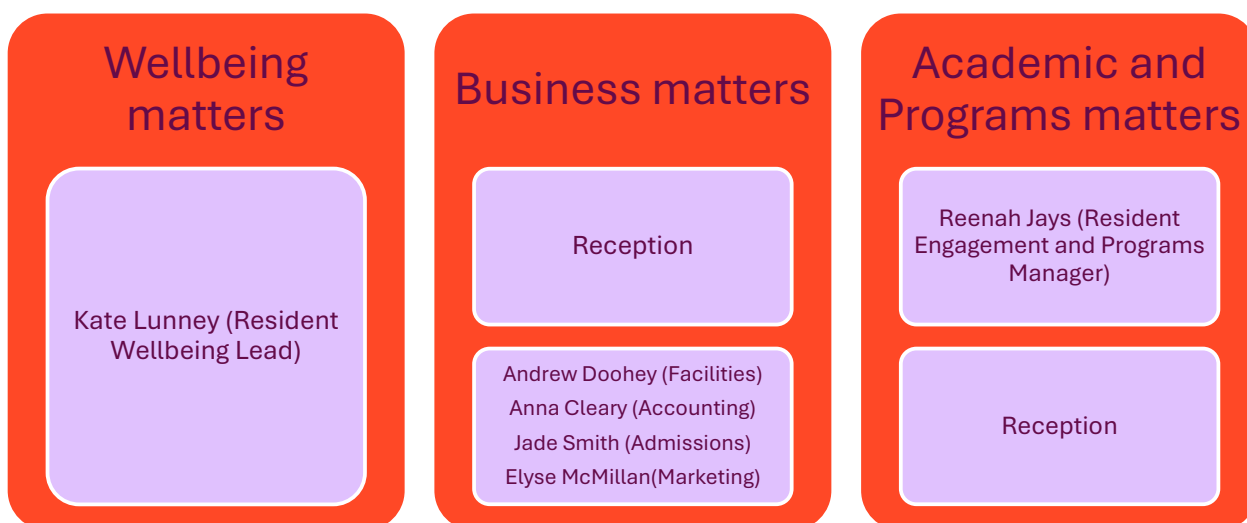 Wellbeing
matters
Kate Lunney (Resident
Wellbeing Lead)
Business matters
Reception
Andrew Doohey (Facilities)
Anna Cleary (Accounting)
Jade Smith (Admissions)
Elyse McMillan(Marketing)
Academic and
Programs matters
Reenah Jays (Resident
Engagement and Programs
Manager)
Reception